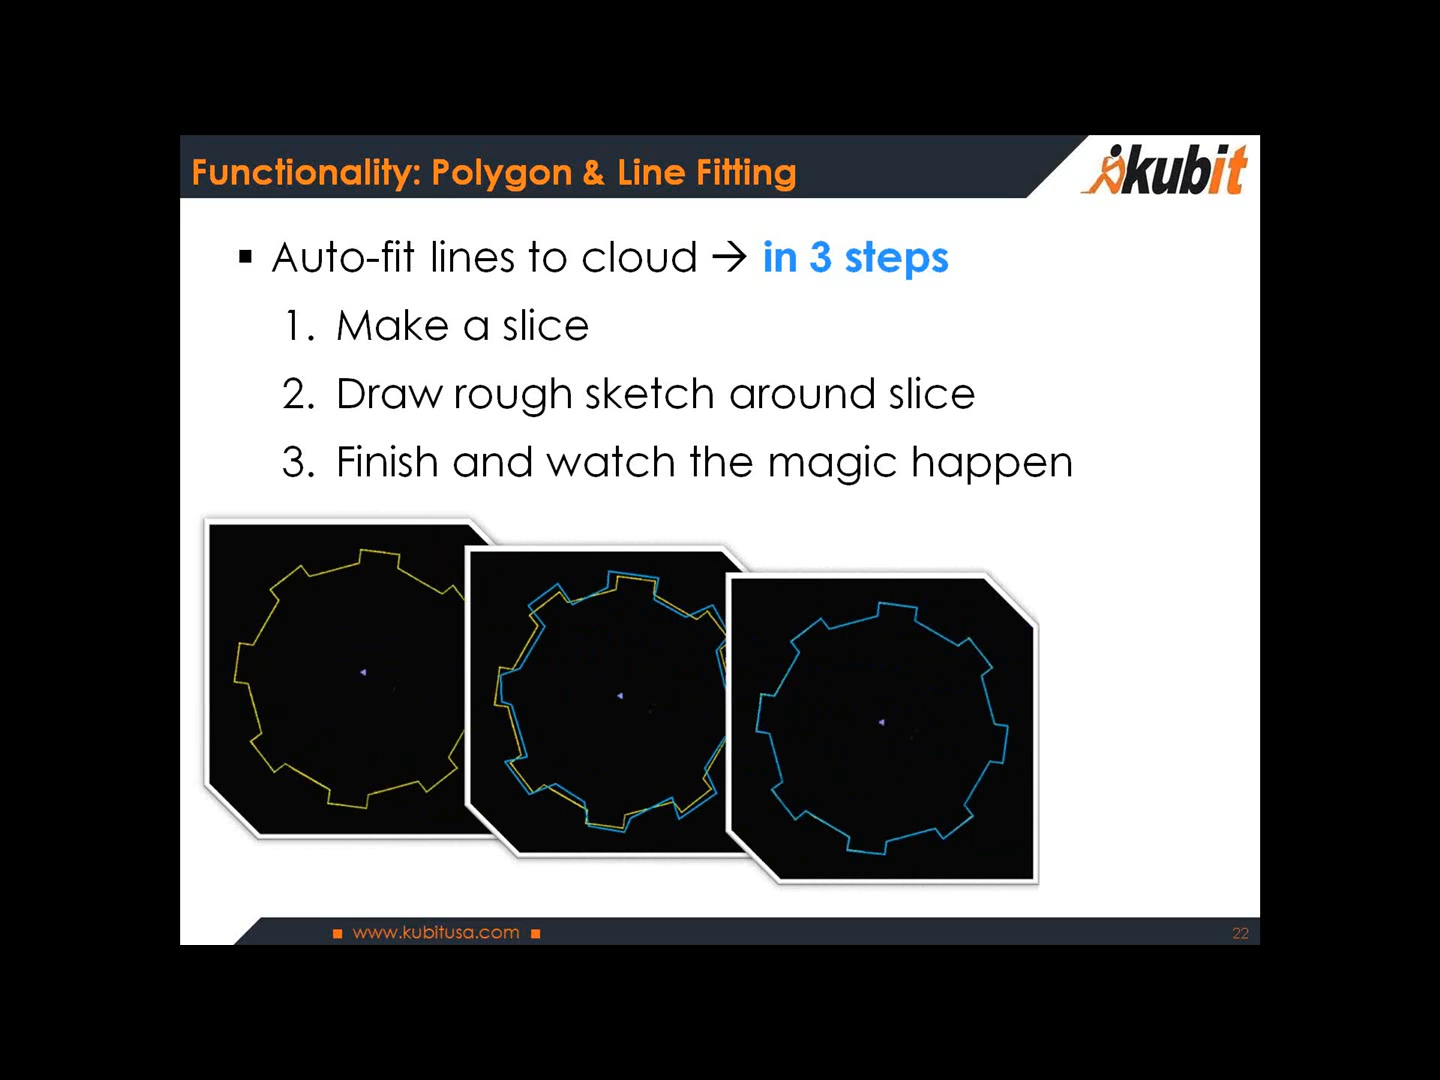 Functionality: Polygon & Line Fitting
kubit
▪ Auto-fit lines to cloud → in 3 steps
1. Make a slice
2. Draw rough sketch around slice
3. Finish and watch the magic happen
▪ www.kubitusa.com ▪
22